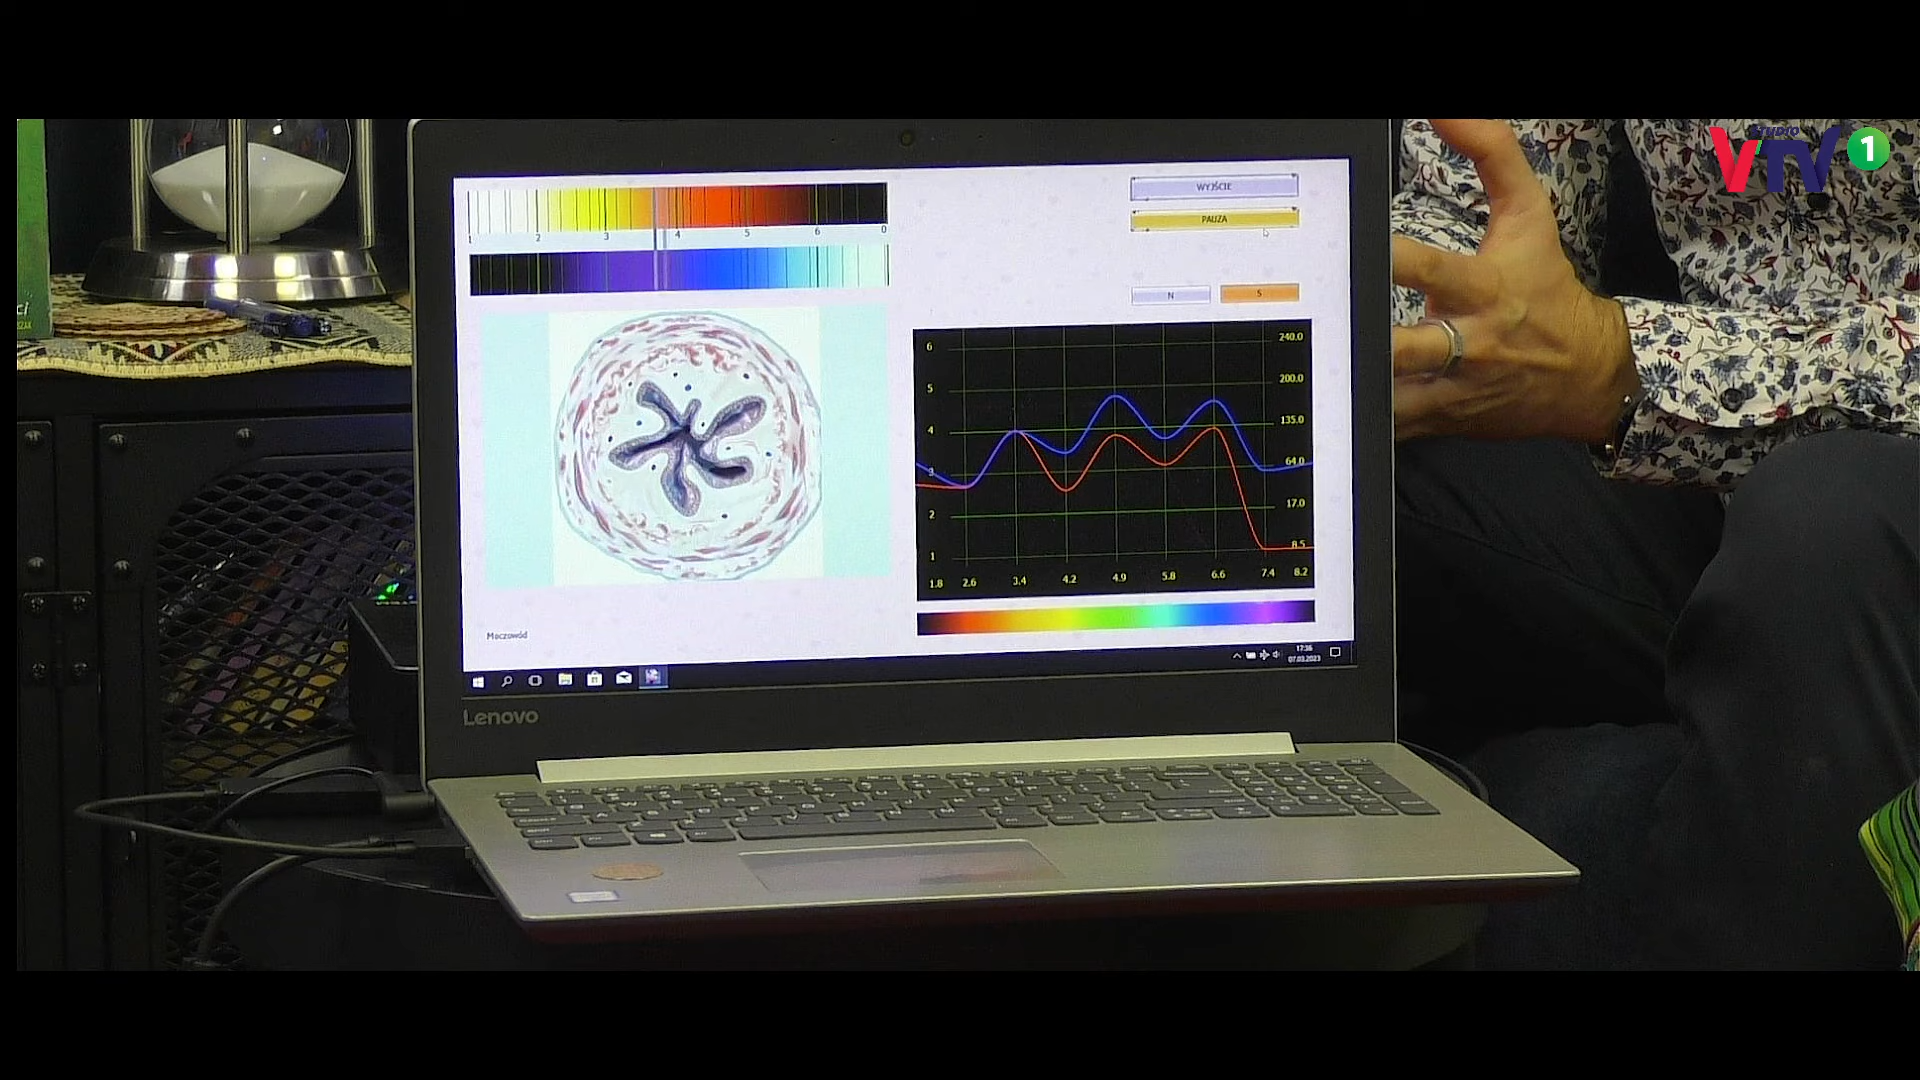 STUDIO
VTV 1
WYJŚCIE
PAUZA
1 2 3 4 5 6 0
N S
6 240.0
5 200.0
4 135.0
3 64.0
2 17.0
1 8.5
1.8 2.6 3.4 4.2 4.9 5.8 6.6 7.4 8.2
Moczowód
17:36
07.03.2023
Lenovo
ci